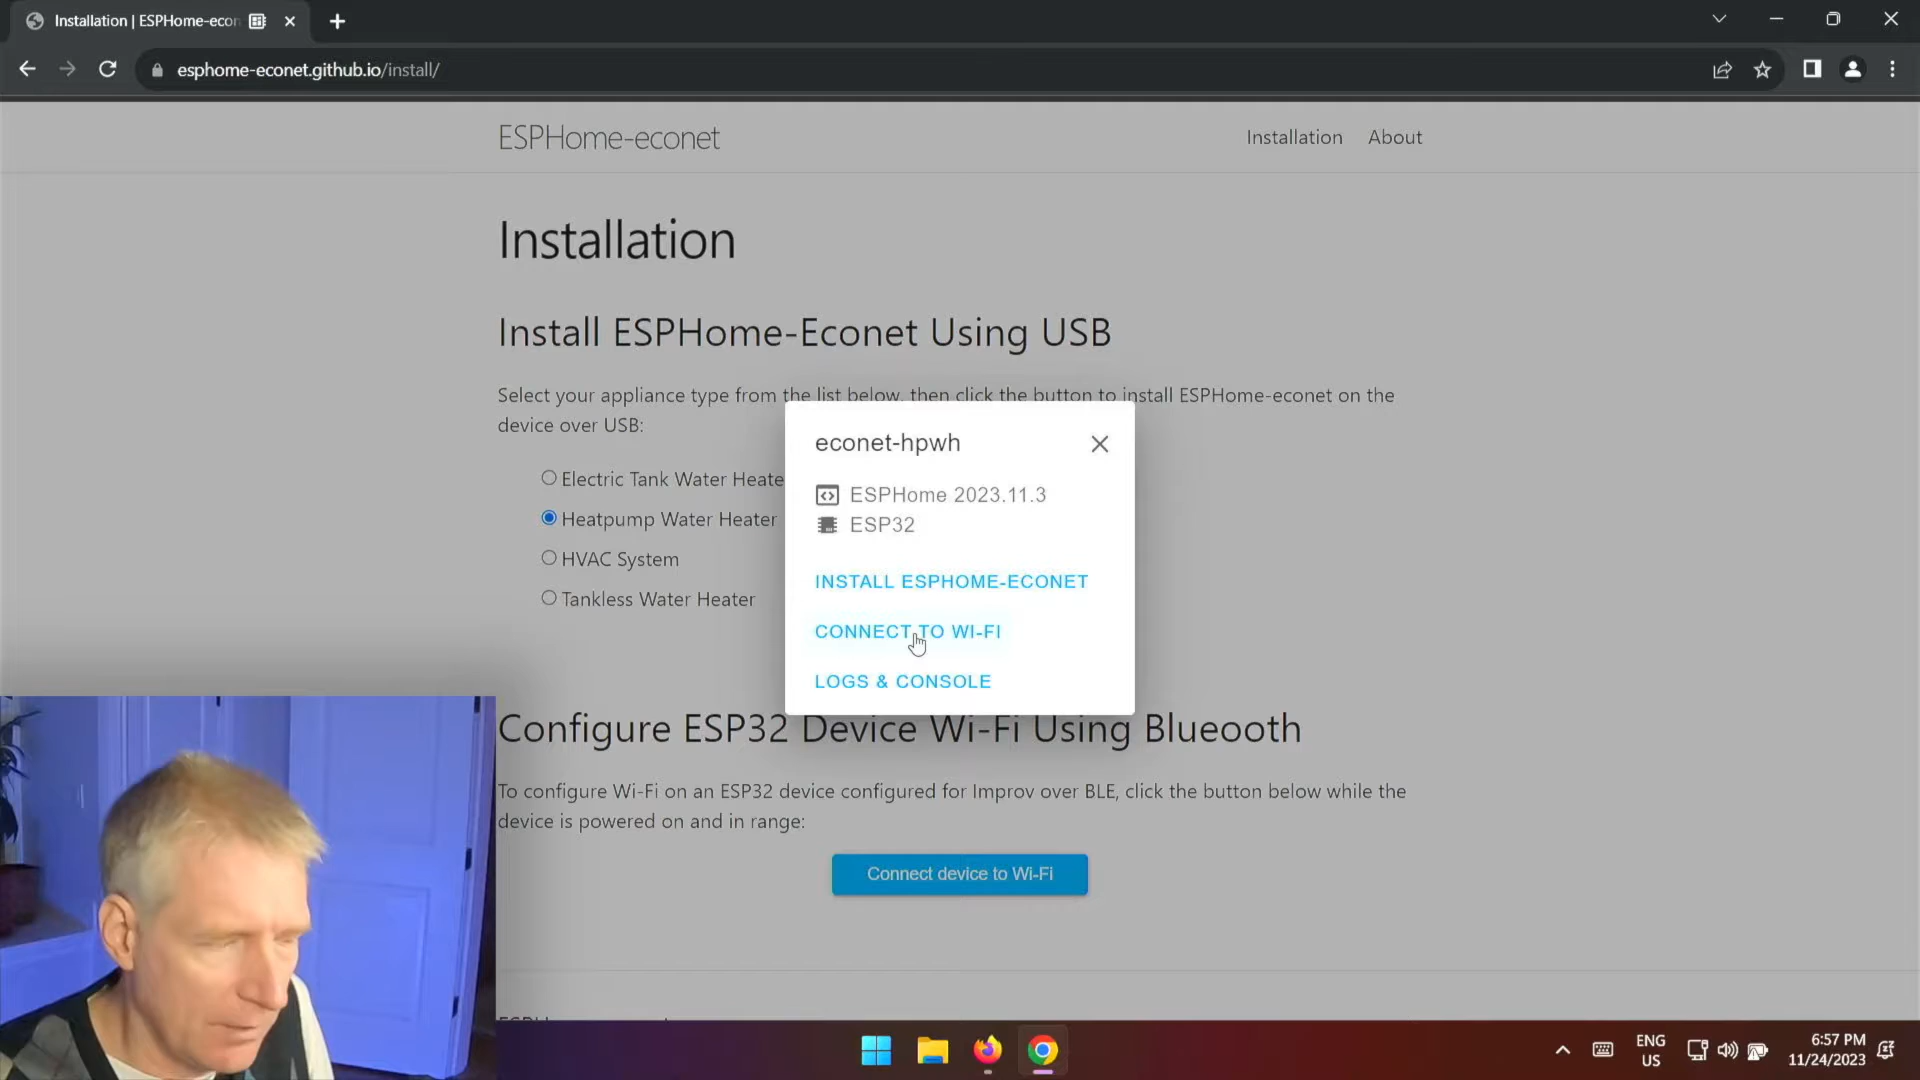 Installation | ESPHome-econ
esphome-econet.github.io/install/
ESPHome-econet
Installation
About
Installation
Install ESPHome-Econet Using USB
Select your appliance type from the list below, then click the button to install ESPHome-econet on the
device over USB:
Electric Tank Water Heate
Heatpump Water Heater
HVAC System
Tankless Water Heater
econet-hpwh
ESPHome 2023.11.3
ESP32
INSTALL ESPHOME-ECONET
CONNECT TO WI-FI
LOGS & CONSOLE
Configure ESP32 Device Wi-Fi Using Blueooth
To configure Wi-Fi on an ESP32 device configured for Improv over BLE, click the button below while the
device is powered on and in range:
Connect device to Wi-Fi
ENG
US
6:57 PM
11/24/2023